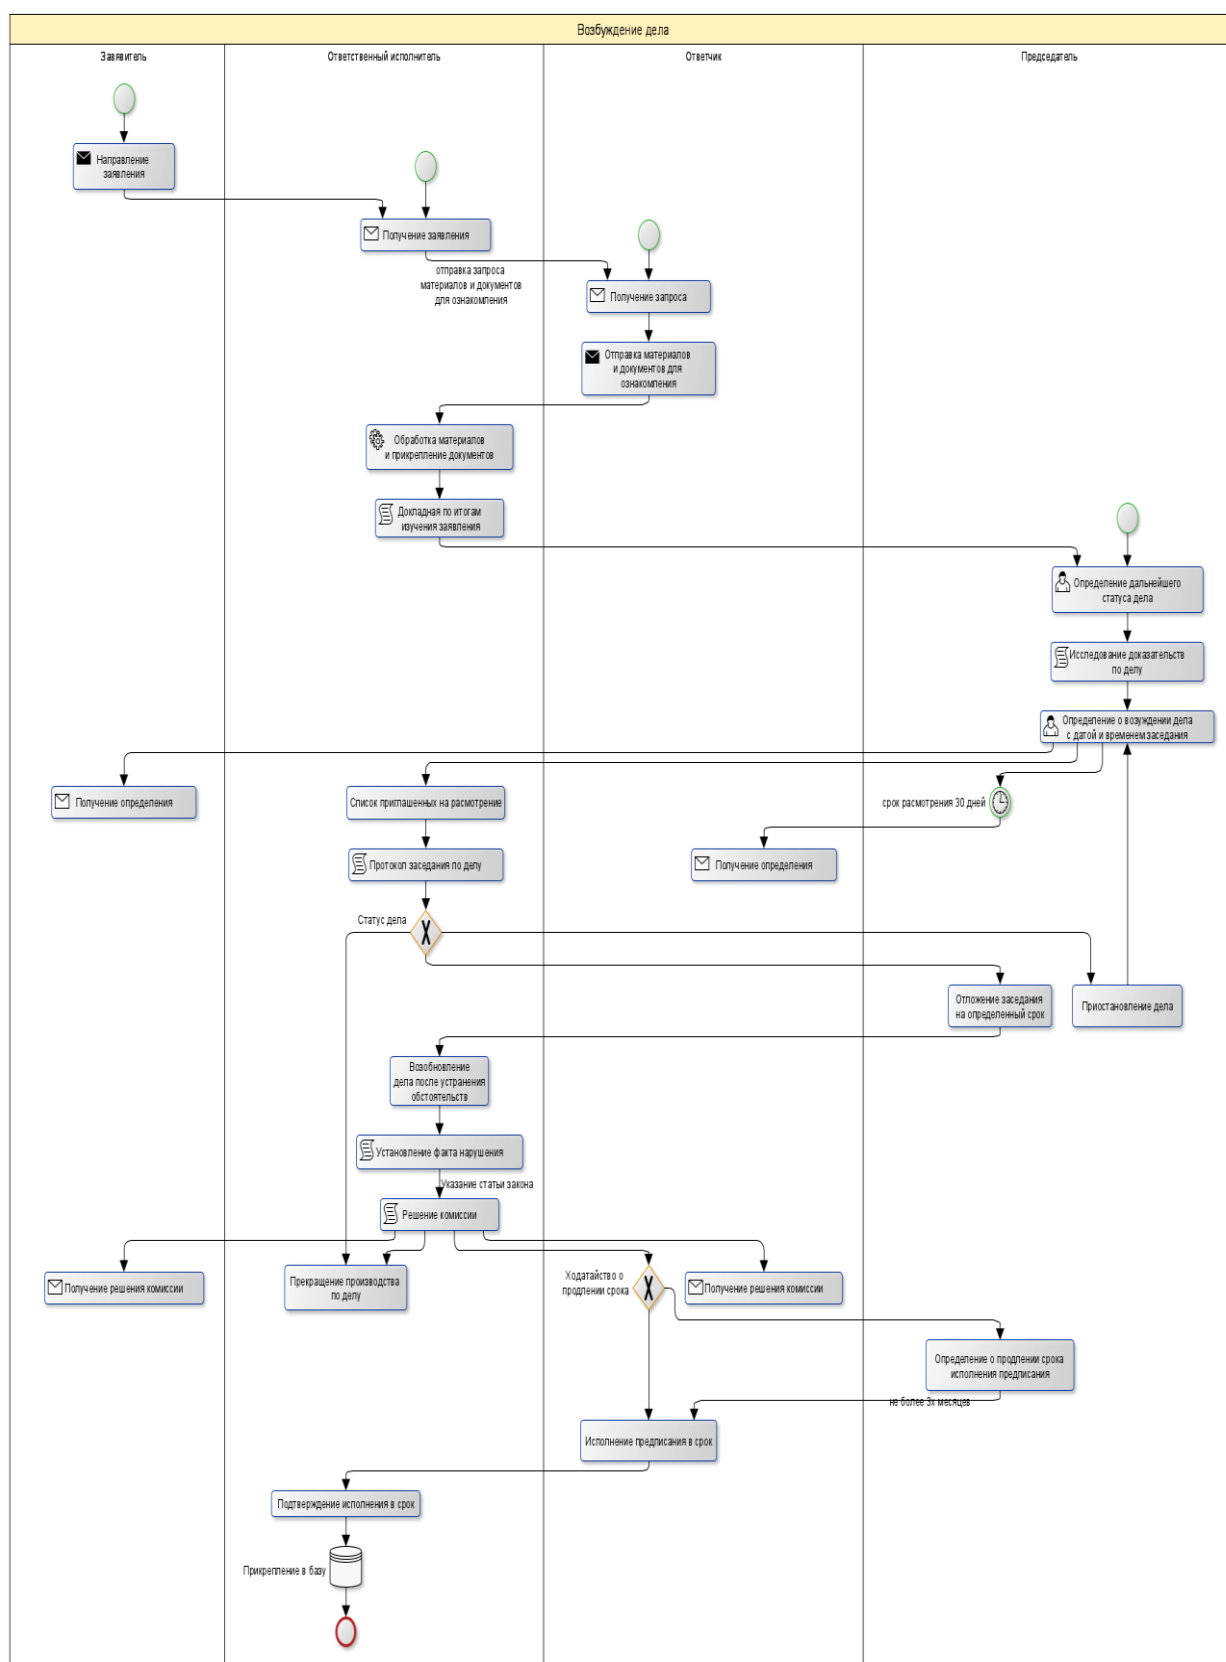 Возбуждение дела
Заявитель
Ответственный исполнитель
Ответчик
Председатель
Направление
заявления
Получение заявления
отправка запроса
материалов и документов
для ознакомления
Получение запроса
Отправка материалов
и документов для
ознакомления
Обработка материалов
и прикрепление документов
Докладная по итогам
изучения заявления
Определение дальнейшего
статуса дела
Исследование доказательств
по делу
Определение о возуждении дела
с датой и временем заседания
Получение определения
Список приглашенных на расмотрение
срок расмотрения 30 дней
Протокол заседания по делу
Получение определения
Статус дела
Отложение заседания
на определенный срок
Приостановление дела
Возобновление
дела после устранения
обстоятельств
Установление факта нарушения
Указание статьи закона
Решение комиссии
Получение решения комиссии
Прекращение производства
по делу
Ходатайство о
продлении срока
Получение решения комиссии
Определение о продлении срока
исполнения предписания
не более 3х месяцев
Исполнение предписания в срок
Подтверждение исполнения в срок
Прикрепление в базу